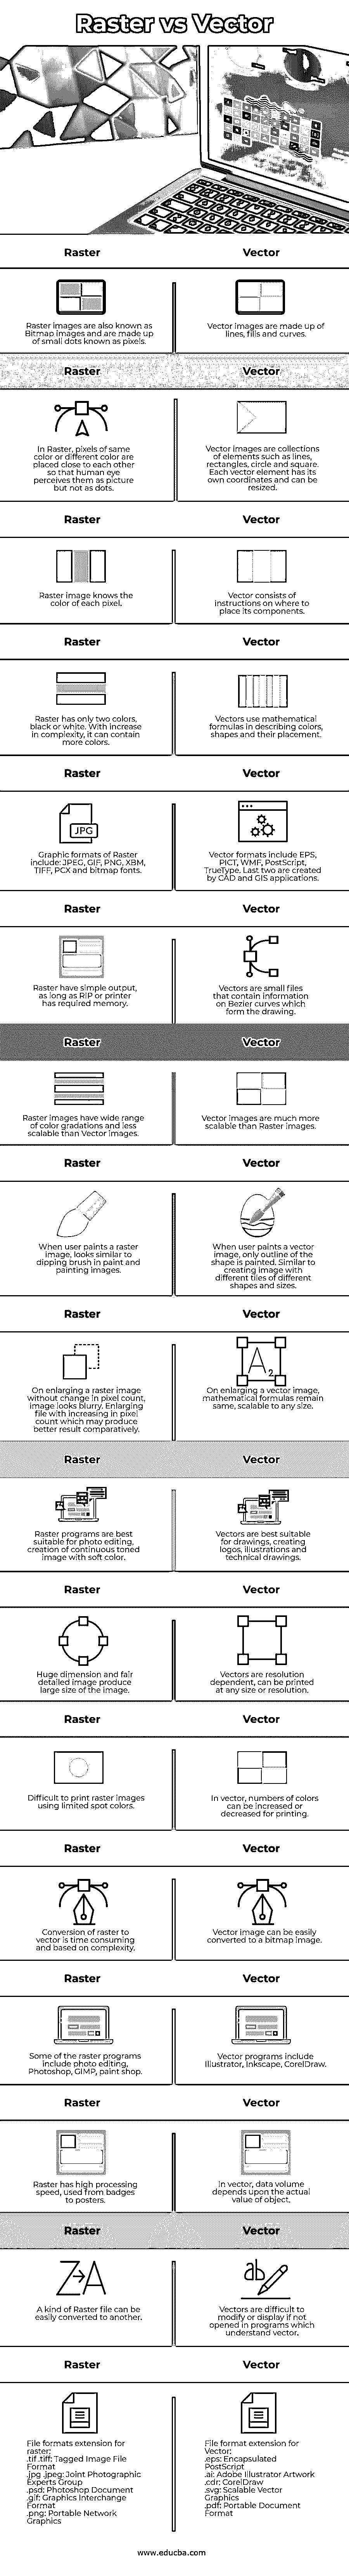 Raster vs Vector
Raster
Vector
Raster images are also known as
Bitmap images and are made up
of small dots known as pixels.
Vector images are made up of
lines, fills and curves.
Raster
Vector
In Raster, pixels of same
color or different color are
placed close to each other
so that human eye
perceives them as picture
but not as dots.
Vector images are collections
of elements such as lines,
rectangles, circle and square.
Each vector element has its
own coordinates and can be
resized.
Raster
Vector
Raster image knows the
color of each pixel.
Vector consists of
instructions on where to
place its components.
Raster
Vector
Raster has only two colors,
black or white. With increase
in complexity, it can contain
more colors.
Vectors use mathematical
formulas in describing colors,
shapes and their placement.
Raster
Vector
JPG
Graphic formats of Raster
include: JPEG, GIF, PNG, XBM,
TIFF, PCX and bitmap fonts.
Vector formats include EPS,
PICT, WMF, PostScript,
TrueType. Last two are created
by CAD and GIS applications.
Raster
Vector
Raster have simple output,
as long as RIP or printer
has required memory.
Vectors are small files
that contain information
on Bezier curves which
form the drawing.
Raster
Vector
Raster images have wide range
of color gradations and less
scalable than Vector images.
Vector images are much more
scalable than Raster images.
Raster
Vector
When user paints a raster
image, looks similar to
dipping brush in paint and
painting images.
When user paints a vector
image, only outline of the
shape is painted. Similar to
creating image with
different tiles of different
shapes and sizes.
Raster
Vector
A2
On enlarging a raster image
without change in pixel count,
image looks blurry. Enlarging
file with increasing in pixel
count which may produce
better result comparatively.
On enlarging a vector image,
mathematical formulas remain
same, scalable to any size.
Raster
Vector
Raster programs are best
suitable for photo editing,
creation of continuous toned
image with soft color.
Vectors are best suitable
for drawings, creating
logos, illustrations and
technical drawings.
Raster
Vector
Huge dimension and fair
detailed image produce
large size of the image.
Vectors are resolution
dependent, can be printed
at any size or resolution.
Raster
Vector
Difficult to print raster images
using limited spot colors.
In vector, numbers of colors
can be increased or
decreased for printing.
Raster
Vector
Conversion of raster to
vector is time consuming
and based on complexity.
Vector image can be easily
converted to a bitmap image.
Raster
Vector
Some of the raster programs
include photo editing,
Photoshop, GIMP, paint shop.
Vector programs include
Illustrator, Inkscape, CorelDraw.
Raster
Vector
Raster has high processing
speed, used from badges
to posters.
In vector, data volume
depends upon the actual
value of object.
Raster
Vector
Z→A
ab
A kind of Raster file can be
easily converted to another.
Vectors are difficult to
modify or display if not
opened in programs which
understand vector.
Raster
Vector
File formats extension for
raster:
.tif .tiff: Tagged Image File
Format
.jpg .jpeg: Joint Photographic
Experts Group
.psd: Photoshop Document
.gif: Graphics Interchange
Format
.png: Portable Network
Graphics
File format extension for
Vector:
.eps: Encapsulated
PostScript
.ai: Adobe Illustrator Artwork
.cdr: CorelDraw
.svg: Scalable Vector
Graphics
.pdf: Portable Document
Format
www.educba.com